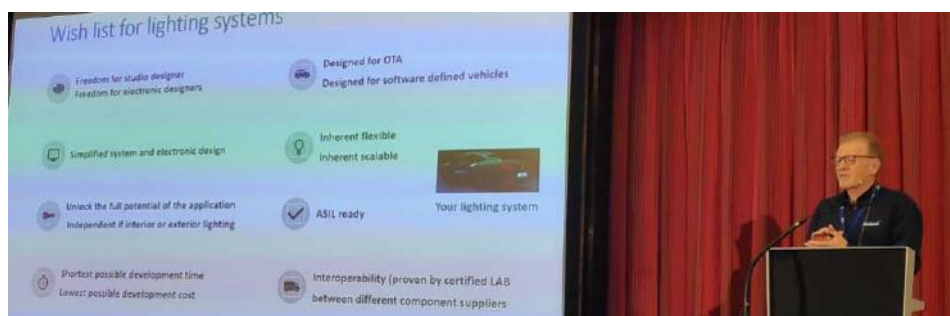 Wish list for lighting systems
Freedom for studio designer
Freedom for electronic designers
Simplified system and electronic design
Unlock the full potential of the application
Independent if interior or exterior lighting
Shortest possible development time
Lowest possible development cost
Designed for OTA
Designed for software defined vehicles
Inherent flexible
Inherent scalable
ASIL ready
Interoperability (proven by certified LAB
between different component suppliers
Your lighting system